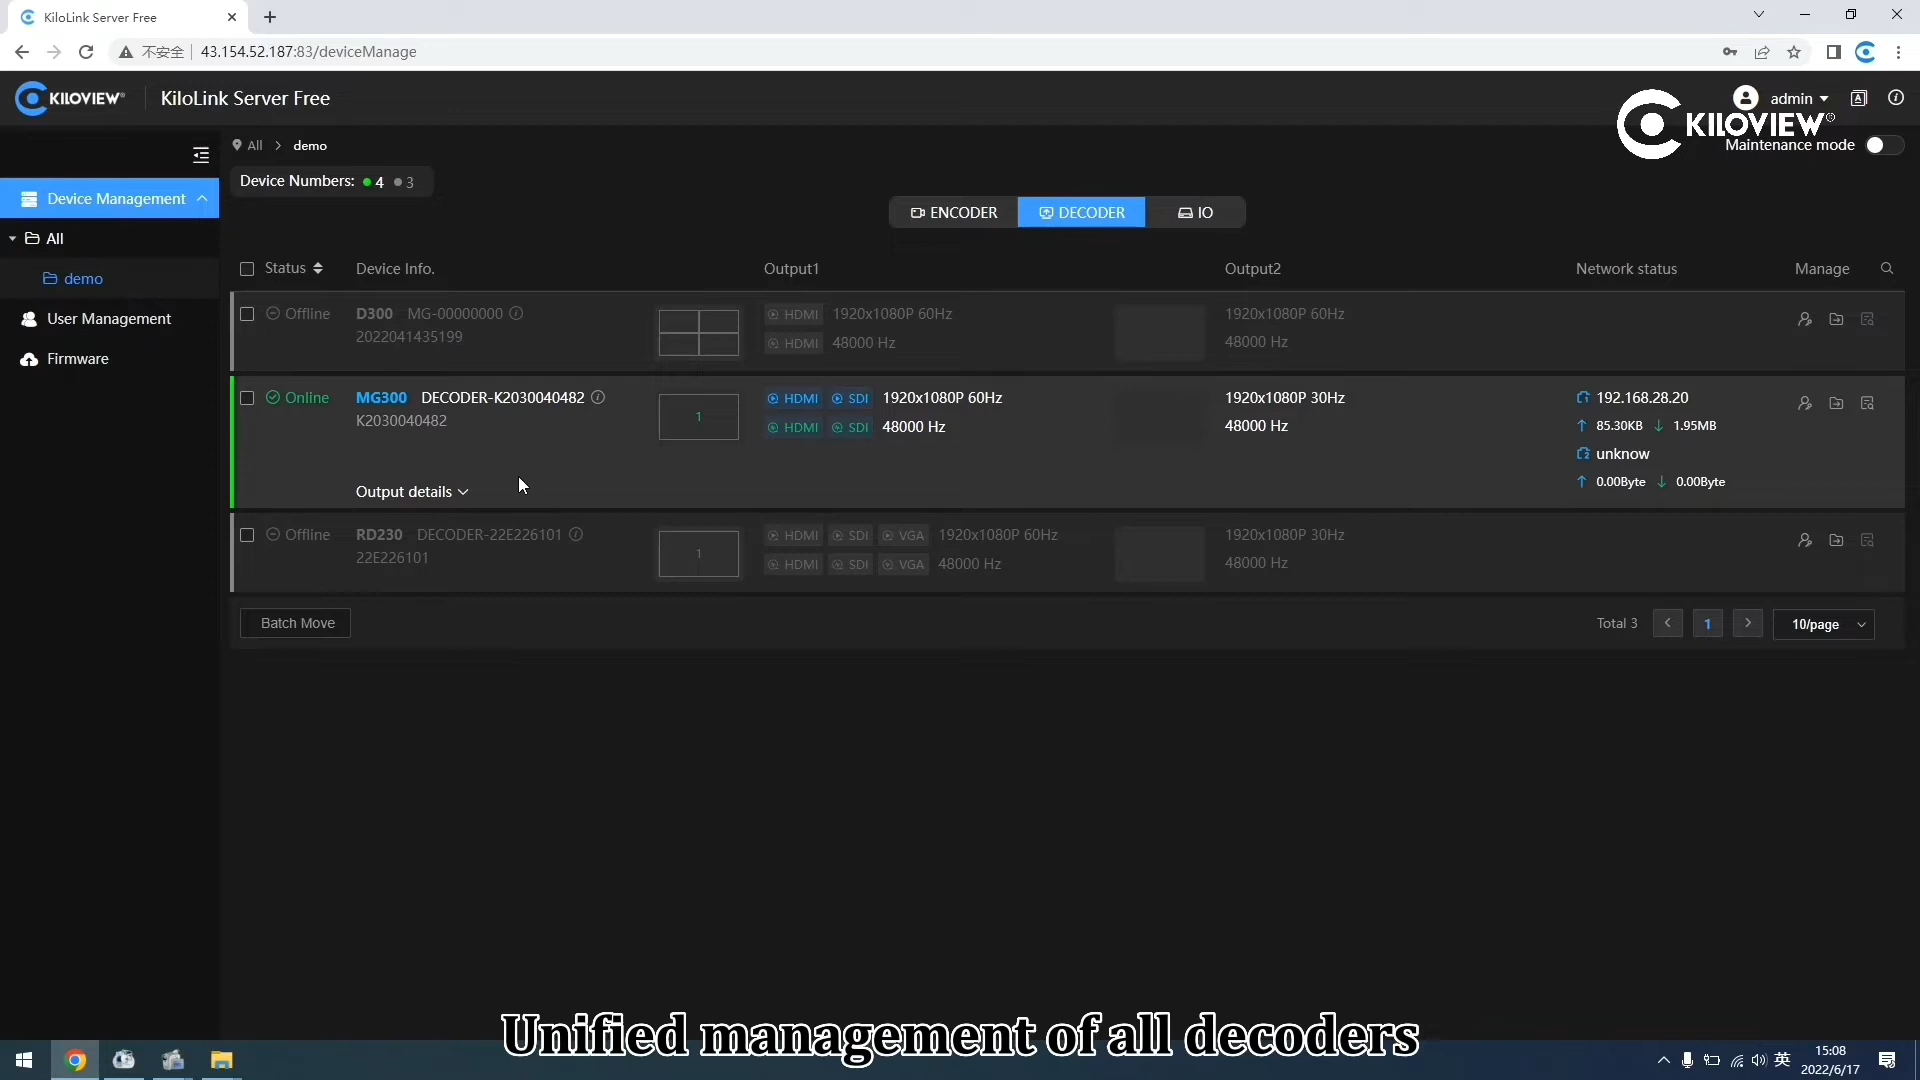 KiloLink Server Free
不安全 43.154.52.187:83/deviceManage
KILOVIEW® KiloLink Server Free admin
KILOVIEW®
All > demo Maintenance mode
Device Numbers: 4 3
Device Management
All
demo
User Management
Firmware
ENCODER DECODER IO
Status Device Info. Output1 Output2 Network status Manage
Offline D300 MG-00000000 HDMI 1920x1080P 60Hz 1920x1080P 60Hz
2022041435199 HDMI 48000 Hz 48000 Hz
Online MG300 DECODER-K2030040482 1 HDMI SDI 1920x1080P 60Hz 1920x1080P 30Hz 1 192.168.28.20
K2030040482 HDMI SDI 48000 Hz 48000 Hz ↑ 85.30KB ↓ 1.95MB
2 unknow
Output details ↑ 0.00Byte ↓ 0.00Byte
Offline RD230 DECODER-22E226101 1 HDMI SDI VGA 1920x1080P 60Hz 1920x1080P 30Hz
22E226101 HDMI SDI VGA 48000 Hz 48000 Hz
Batch Move Total 3 < 1 > 10/page
Unified management of all decoders
英 15:08
2022/6/17